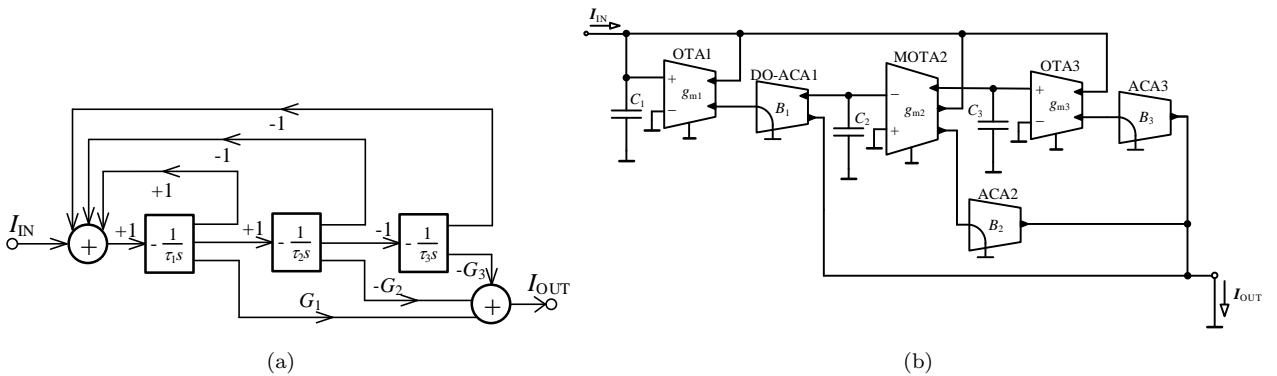 -1
-1
+1
I_IN
+1
+1
-1
+
- 1/τ₁s
- 1/τ₂s
- 1/τ₃s
G₁
-G₂
-G₃
+
I_OUT
(a)
I_IN
OTA1
DO-ACA1
MOTA2
OTA3
ACA3
C₁
+
-
g_m1
B₁
C₂
-
+
g_m2
C₃
+
-
g_m3
B₃
ACA2
B₂
I_OUT
(b)